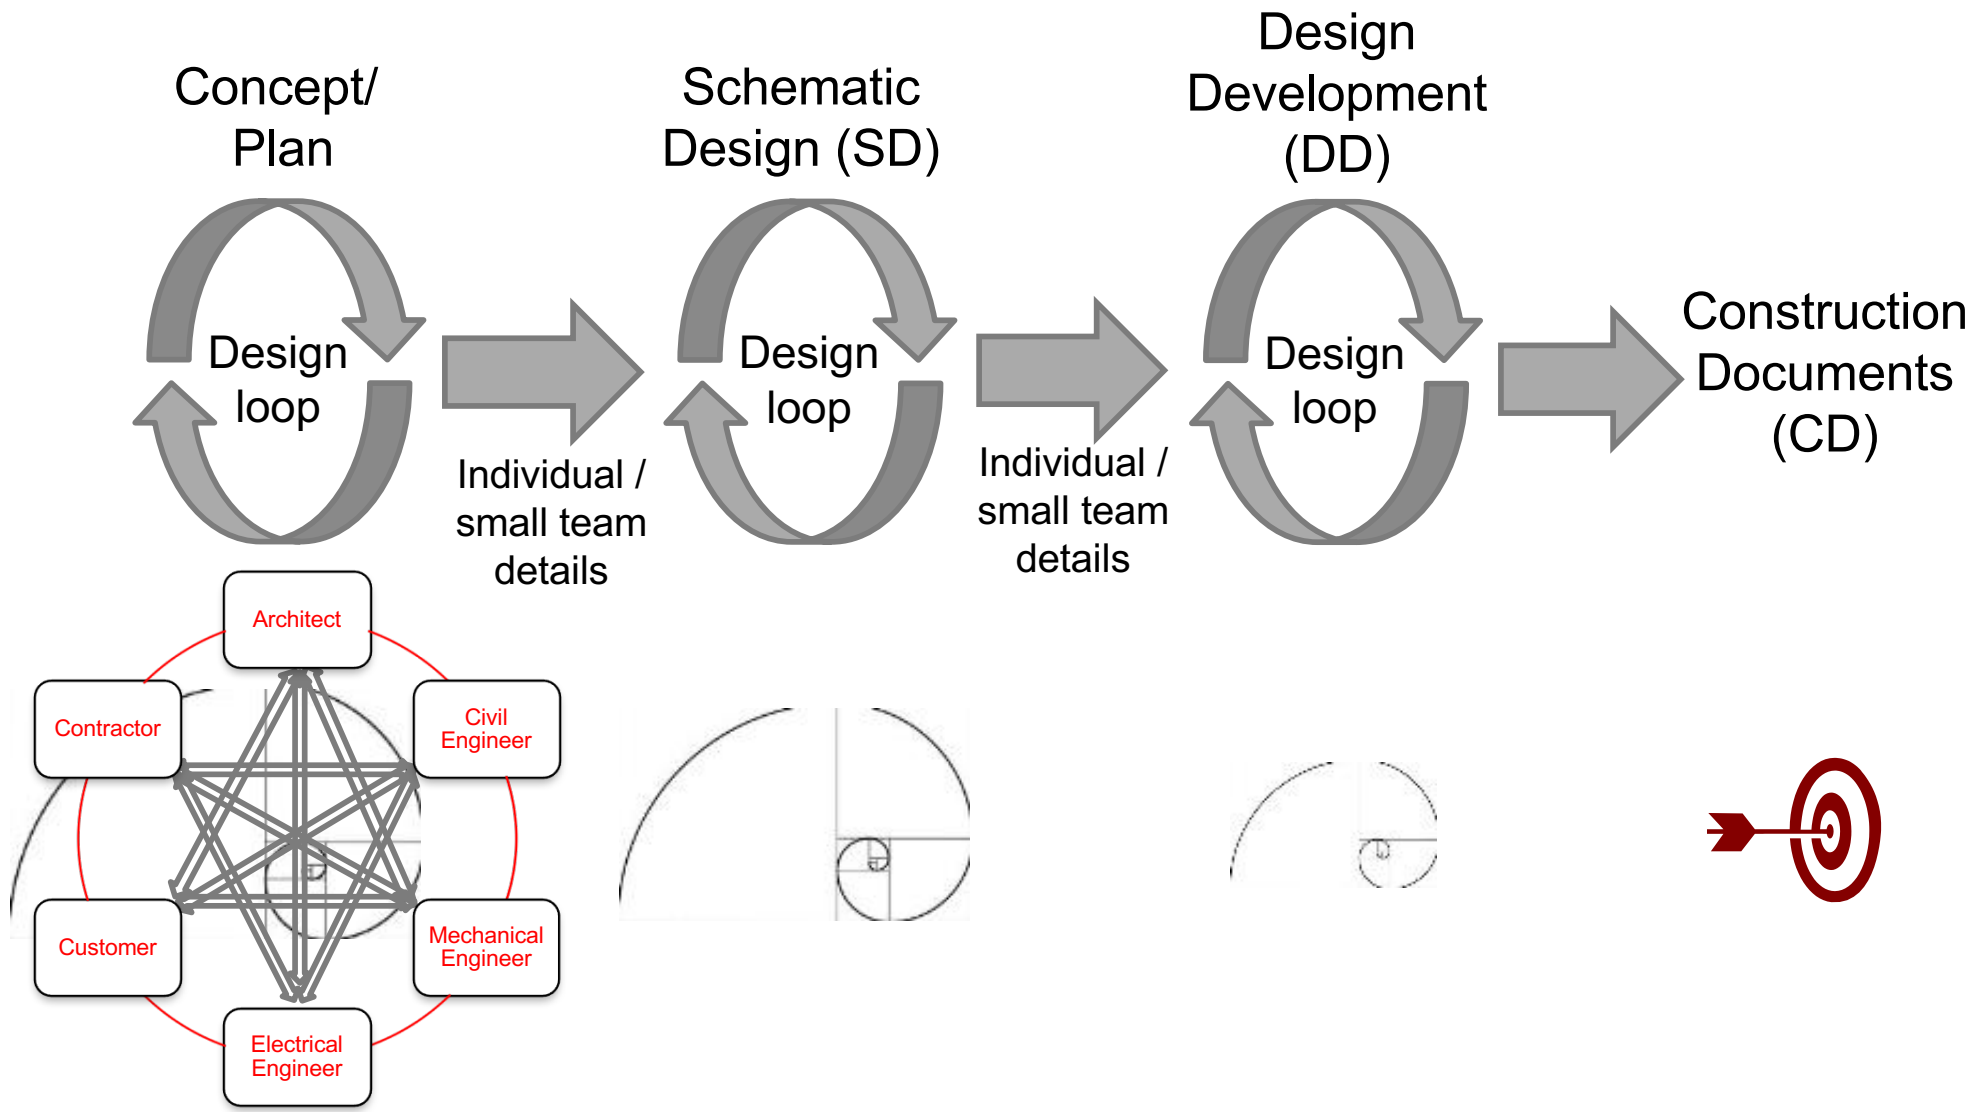 Concept/
Plan
Schematic
Design (SD)
Design
Development
(DD)
Design
loop
Design
loop
Design
loop
Construction
Documents
(CD)
Individual /
small team
details
Individual /
small team
details
Architect
Contractor
Civil
Engineer
Customer
Mechanical
Engineer
Electrical
Engineer